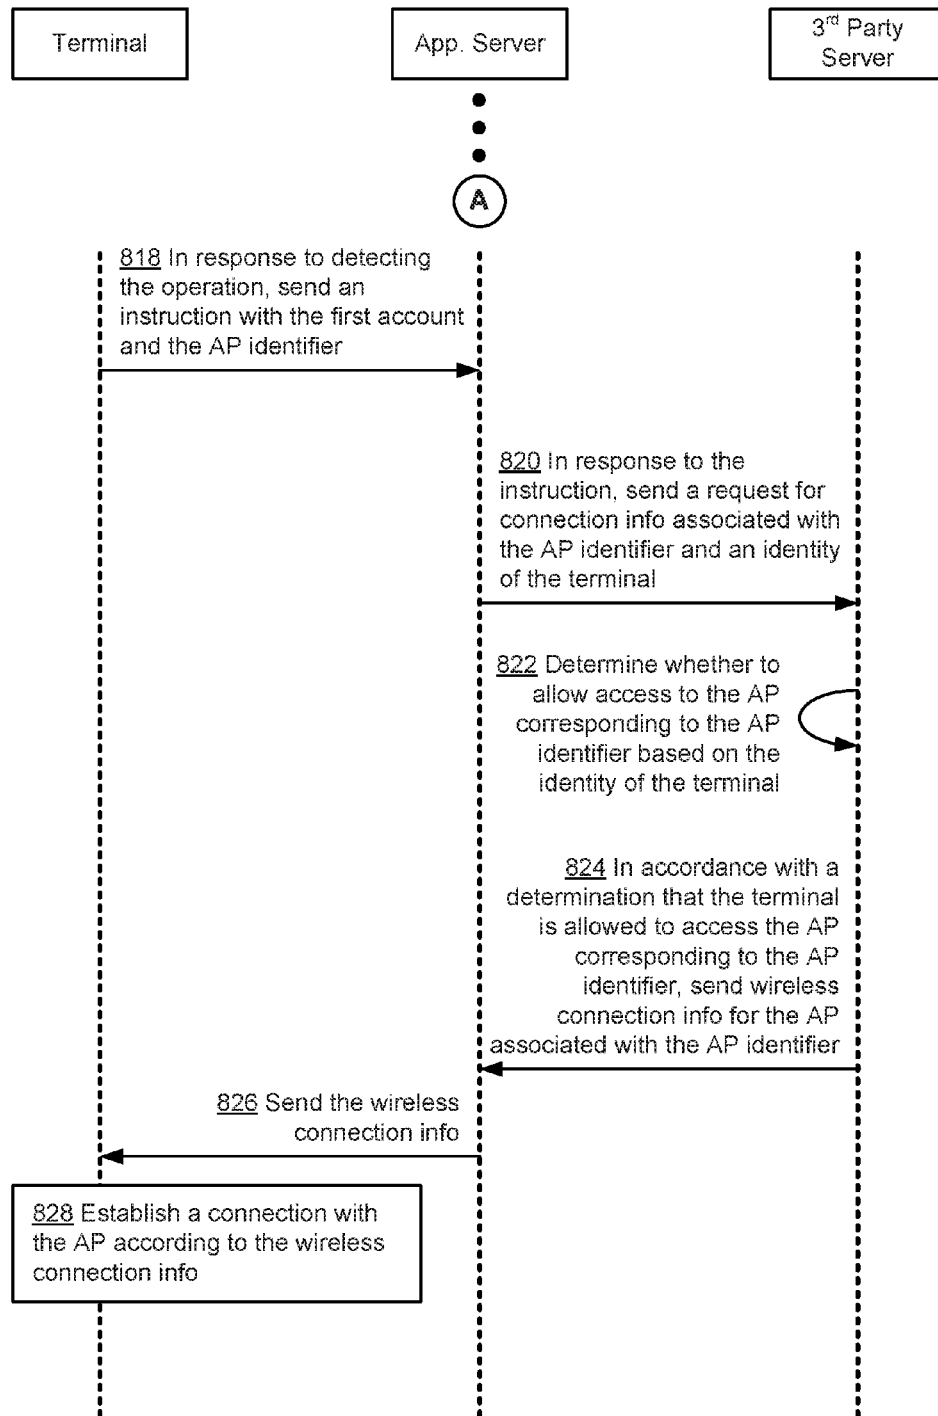 Terminal
App. Server
3rd Party
Server
A
818 In response to detecting
the operation, send an
instruction with the first account
and the AP identifier
820 In response to the
instruction, send a request for
connection info associated with
the AP identifier and an identity
of the terminal
822 Determine whether to
allow access to the AP
corresponding to the AP
identifier based on the
identity of the terminal
824 In accordance with a
determination that the terminal
is allowed to access the AP
corresponding to the AP
identifier, send wireless
connection info for the AP
associated with the AP identifier
826 Send the wireless
connection info
828 Establish a connection with
the AP according to the wireless
connection info